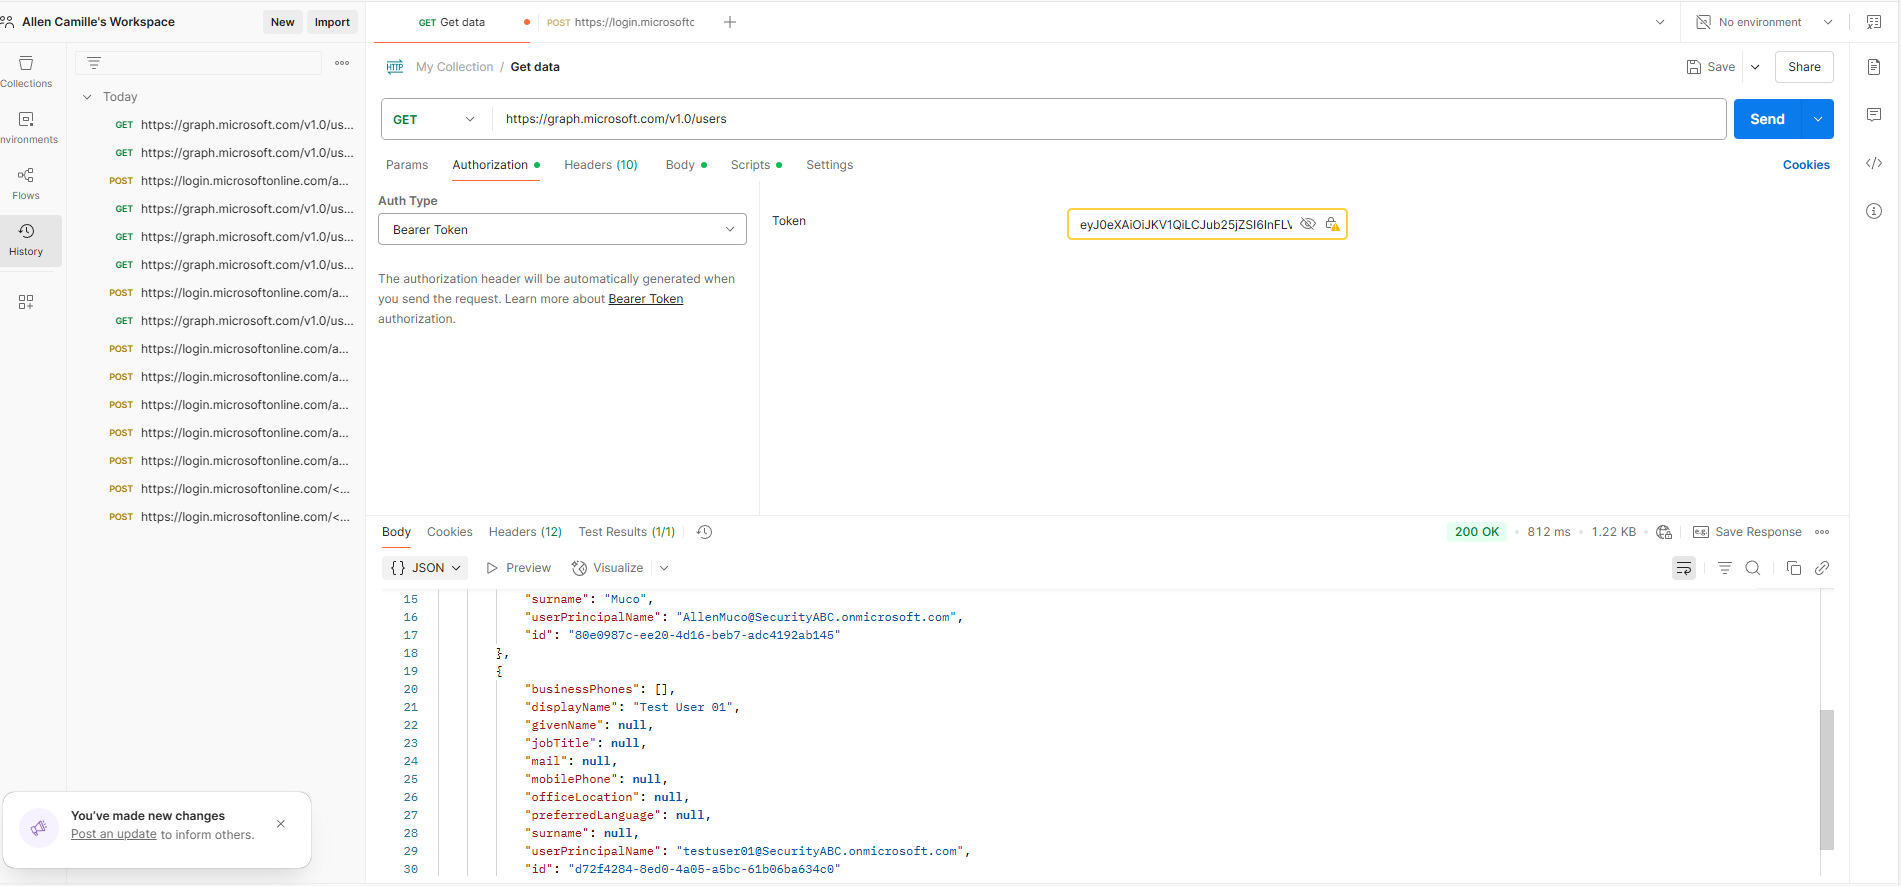 Allen Camille's Workspace
New
Import
GET Get data
POST https://login.microsoftc
No environment
Collections
nvironments
Flows
History
Today
GET https://graph.microsoft.com/v1.0/us...
GET https://graph.microsoft.com/v1.0/us...
POST https://login.microsoftonline.com/a...
GET https://graph.microsoft.com/v1.0/us...
GET https://graph.microsoft.com/v1.0/us...
GET https://graph.microsoft.com/v1.0/us...
POST https://login.microsoftonline.com/a...
GET https://graph.microsoft.com/v1.0/us...
POST https://login.microsoftonline.com/a...
POST https://login.microsoftonline.com/a...
POST https://login.microsoftonline.com/a...
POST https://login.microsoftonline.com/a...
POST https://login.microsoftonline.com/a...
POST https://login.microsoftonline.com/<...
POST https://login.microsoftonline.com/<...
You've made new changes
Post an update to inform others.
HTTP My Collection / Get data
Save
Share
GET https://graph.microsoft.com/v1.0/users
Send
Params Authorization Headers (10) Body Scripts Settings
Cookies
Auth Type
Bearer Token
The authorization header will be automatically generated when
you send the request. Learn more about Bearer Token
authorization.
Token
eyJ0eXAiOiJKV1QiLCJub25jZSI6InFLV
Body Cookies Headers (12) Test Results (1/1)
200 OK • 812 ms • 1.22 KB
e.g. Save Response
{} JSON Preview Visualize
15 "surname": "Muco",
16 "userPrincipalName": "AllenMuco@SecurityABC.onmicrosoft.com",
17 "id": "80e0987c-ee20-4d16-beb7-adc4192ab145"
18 },
19 {
20 "businessPhones": [],
21 "displayName": "Test User 01",
22 "givenName": null,
23 "jobTitle": null,
24 "mail": null,
25 "mobilePhone": null,
26 "officeLocation": null,
27 "preferredLanguage": null,
28 "surname": null,
29 "userPrincipalName": "testuser01@SecurityABC.onmicrosoft.com",
30 "id": "d72f4284-8ed0-4a05-a5bc-61b06ba634c0"